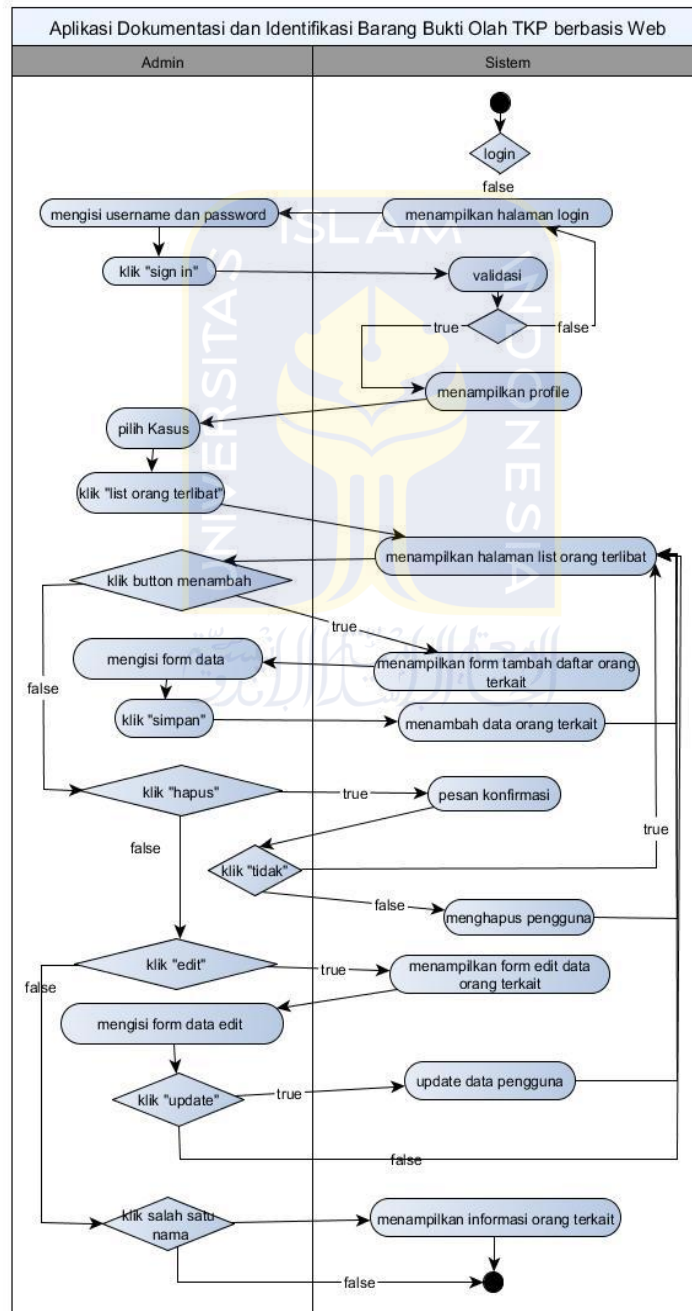 Aplikasi Dokumentasi dan Identifikasi Barang Bukti Olah TKP berbasis Web
Admin
Sistem
login
false
mengisi username dan password
menampilkan halaman login
klik "sign in"
validasi
true
false
menampilkan profile
pilih Kasus
klik "list orang terlibat"
menampilkan halaman list orang terlibat
klik button menambah
true
mengisi form data
menampilkan form tambah daftar orang
terkait
false
klik "simpan"
menambah data orang terkait
klik "hapus"
true
pesan konfirmasi
true
false
klik "tidak"
false
menghapus pengguna
klik "edit"
true
menampilkan form edit data
orang terkait
false
mengisi form data edit
klik "update"
true
update data pengguna
false
klik salah satu
nama
menampilkan informasi orang terkait
false
UNIVERSITAS
ISLAM
INDONESIA